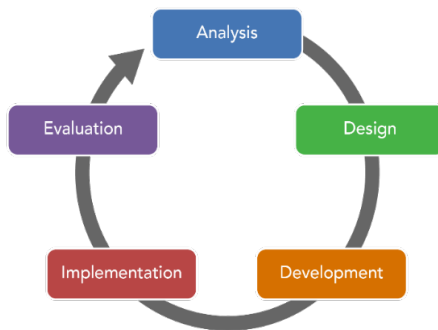 Analysis
Design
Development
Implementation
Evaluation